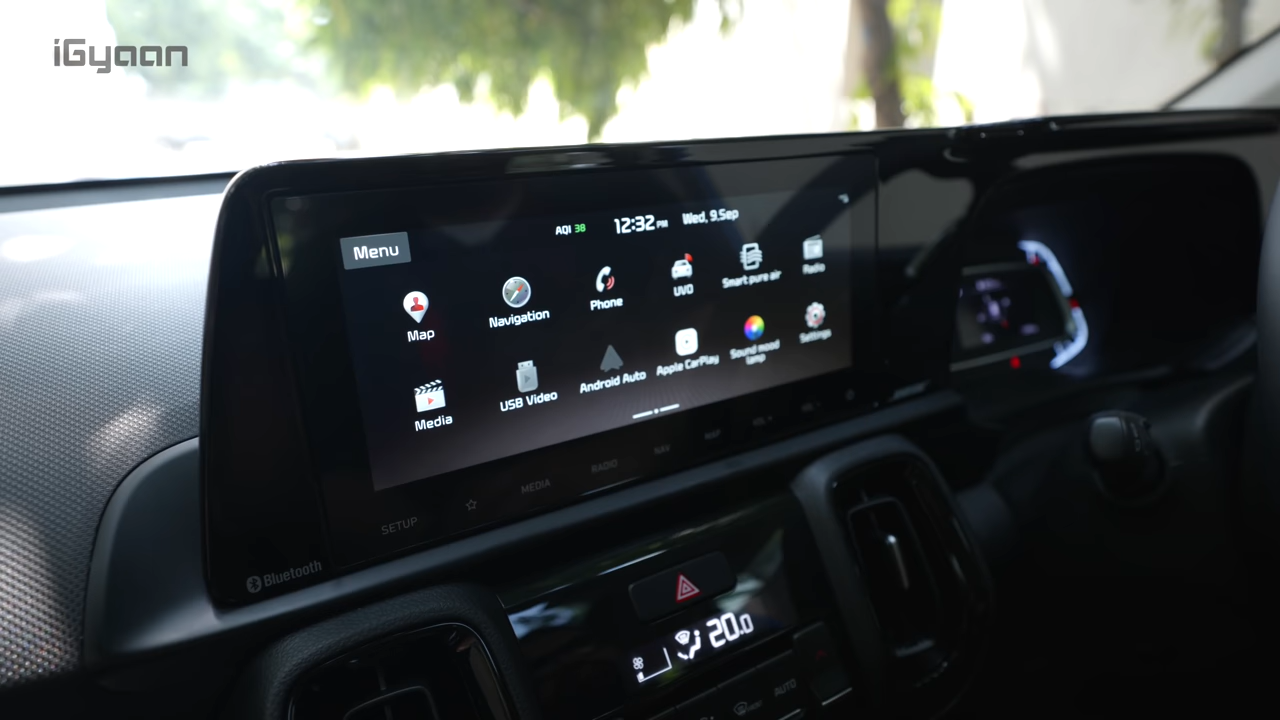 iGyaan
AQI 38 12:32 PM Wed, 9.Sep
Menu
Map Navigation Phone UVO Smart pure air Radio
Media USB Video Android Auto Apple CarPlay Sound mood lamp Settings
SETUP ☆ MEDIA RADIO NAV MAP VOL
Bluetooth
20.0
AUTO